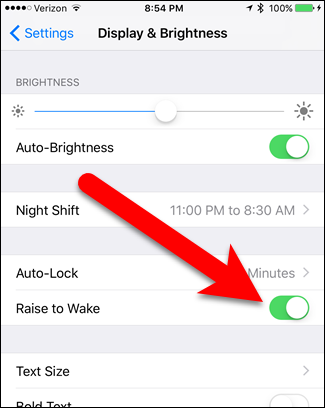 Verizon 8:54 PM 100%
Settings Display & Brightness
BRIGHTNESS
Auto-Brightness
Night Shift 11:00 PM to 8:30 AM
Auto-Lock Minutes
Raise to Wake
Text Size
Bold Text